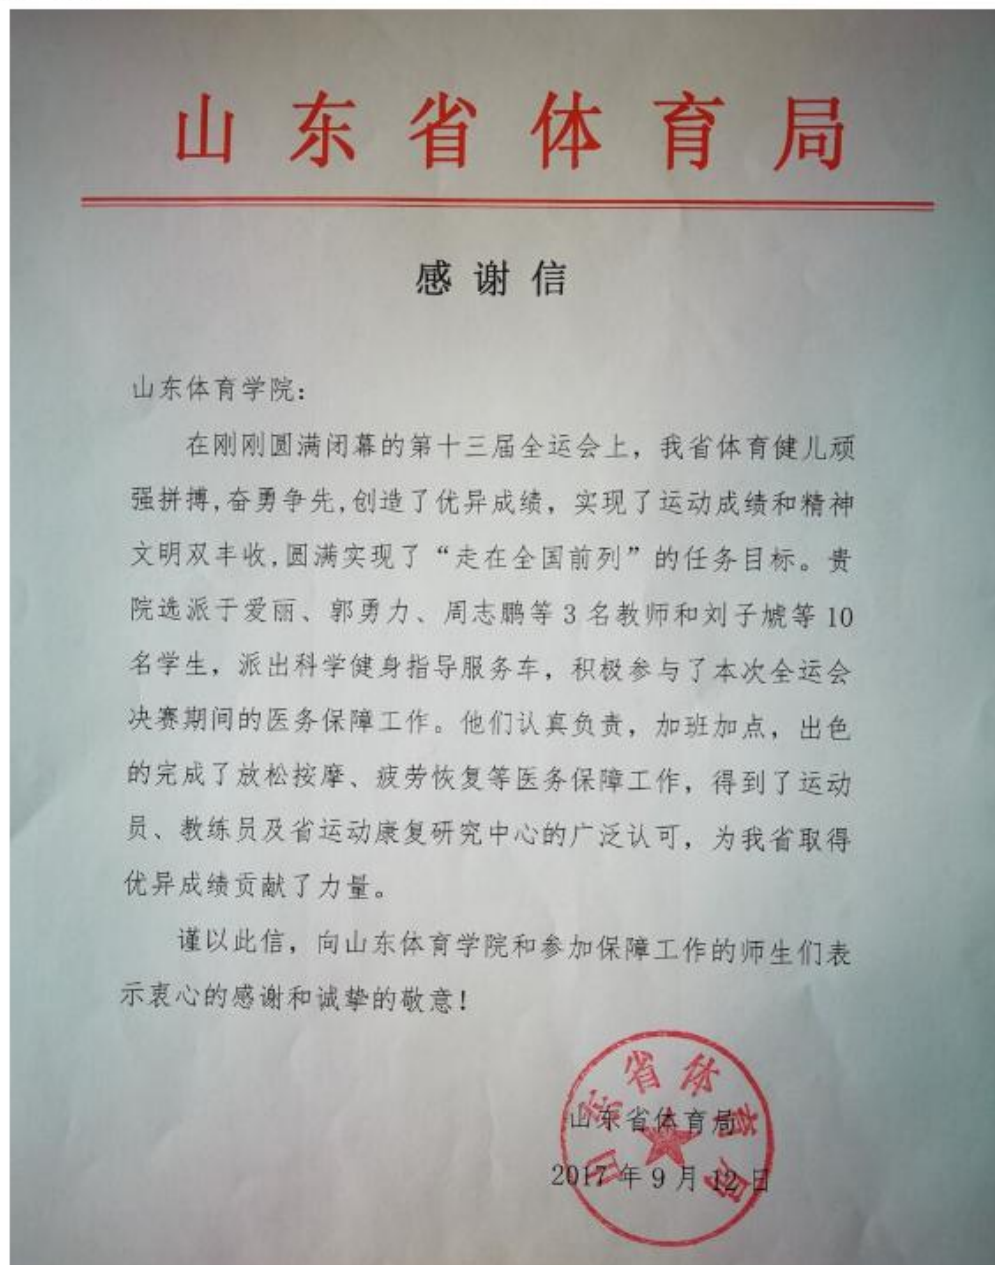 山东省体育局
感谢信
山东体育学院：
在刚刚圆满闭幕的第十三届全运会上，我省体育健儿顽
强拼搏,奋勇争先,创造了优异成绩，实现了运动成绩和精神
文明双丰收,圆满实现了“走在全国前列”的任务目标。贵
院选派于爱丽、郭勇力、周志鹏等3名教师和刘子虓等10
名学生，派出科学健身指导服务车，积极参与了本次全运会
决赛期间的医务保障工作。他们认真负责，加班加点，出色
的完成了放松按摩、疲劳恢复等医务保障工作，得到了运动
员、教练员及省运动康复研究中心的广泛认可，为我省取得
优异成绩贡献了力量。
谨以此信，向山东体育学院和参加保障工作的师生们表
示衷心的感谢和诚挚的敬意！
山东省体育局
山东省体育局
2017年9月12日